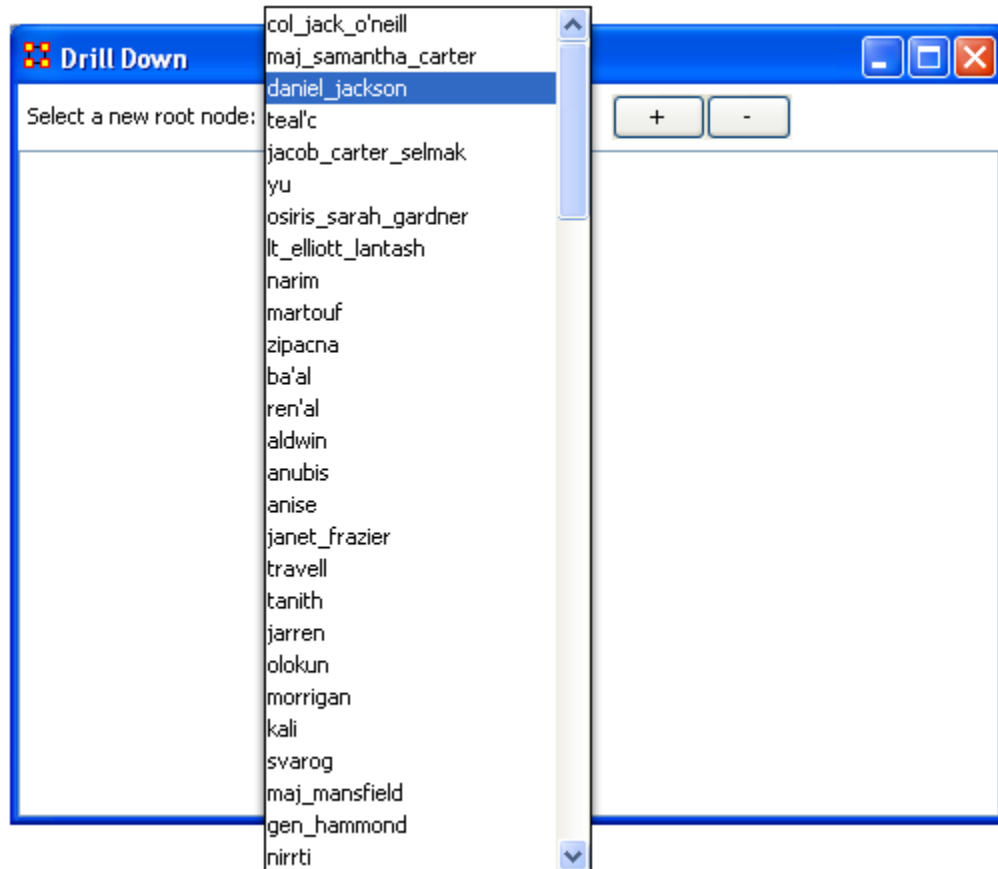 Drill Down
Select a new root node:
+
-
col_jack_o'neill
maj_samantha_carter
daniel_jackson
teal'c
jacob_carter_selmak
yu
osiris_sarah_gardner
lt_elliott_lantash
narim
martouf
zipacna
ba'al
ren'al
aldwin
anubis
anise
janet_frazier
travell
tanith
jarren
olokun
morrigan
kali
svarog
maj_mansfield
gen_hammond
nirrti